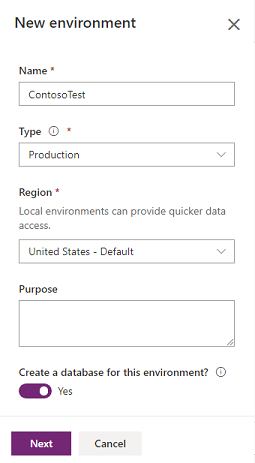 New environment
Name *
ContosoTest
Type *
Production
Region *
Local environments can provide quicker data
access.
United States - Default
Purpose
Create a database for this environment?
Yes
Next Cancel